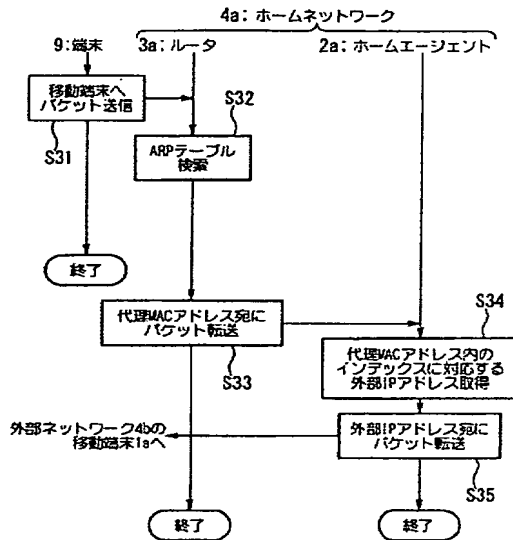 4a:ホームネットワーク
9:端末
3a:ルータ
2a:ホームエージェント
移動端末へ
パケット送信
S31
S32
ARPテーブル
検索
終了
代理MACアドレス宛に
パケット転送
S33
S34
代理MACアドレス内の
インデックスに対応する
外部IPアドレス取得
外部ネットワーク4bの
移動端末1aへ
外部IPアドレス宛に
パケット転送
S35
終了
終了